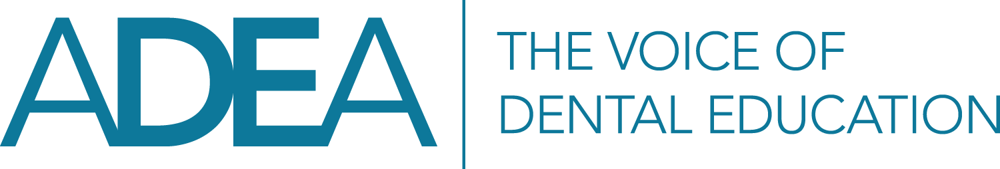 ADEA
THE VOICE OF
DENTAL EDUCATION